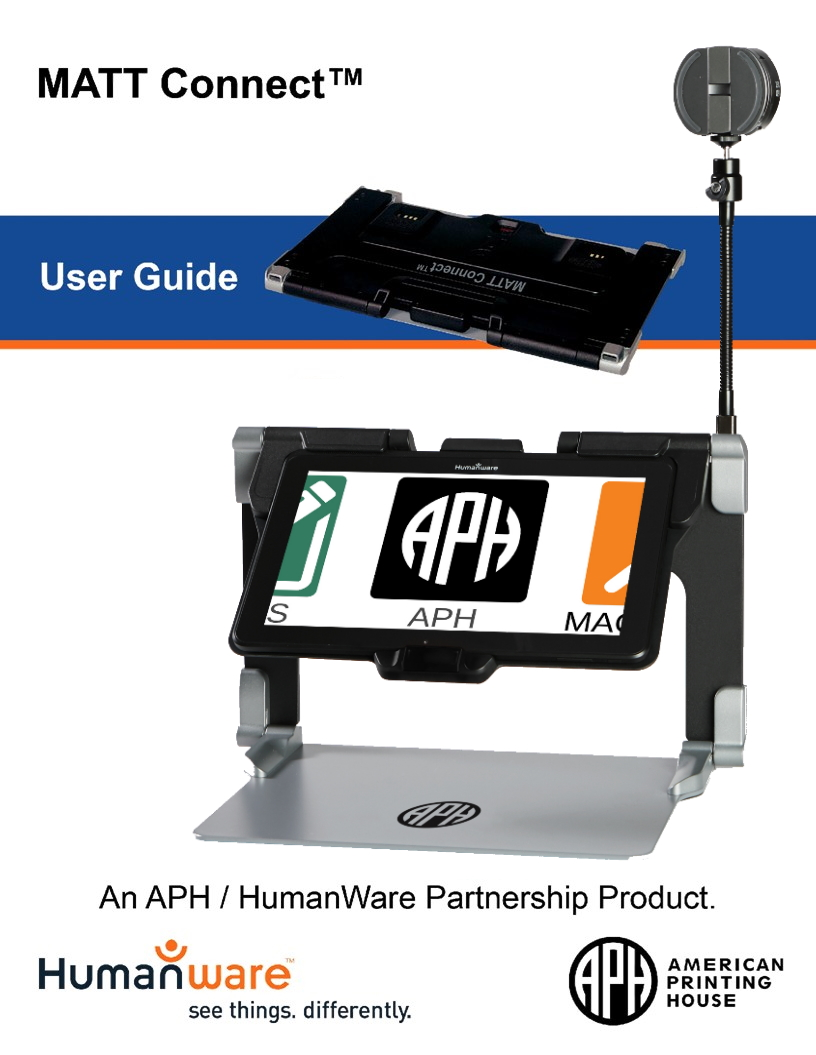 MATT Connect™
User Guide
MATT Connect™
Humanware
S
APH
APH
MAG
APH
An APH / HumanWare Partnership Product.
Humanware™
see things. differently.
APH
AMERICAN
PRINTING
HOUSE